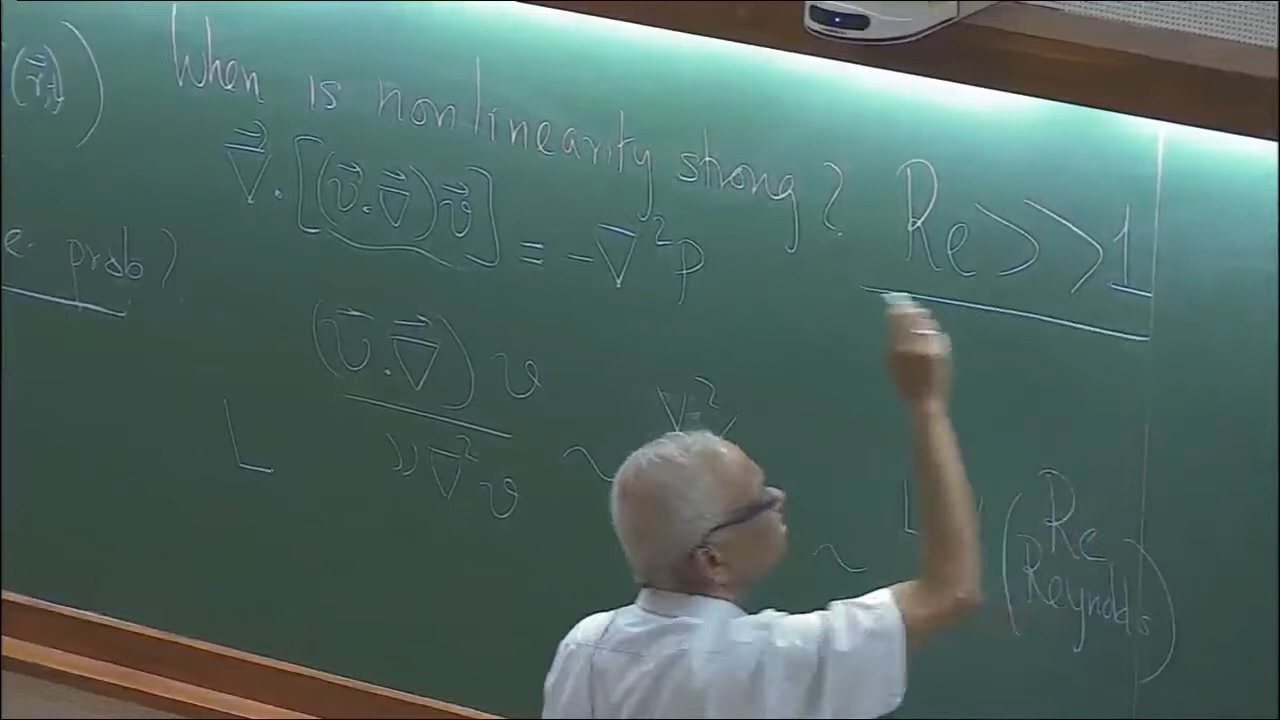 (r⃗,t))
When is nonlinearity strong?
∇⃗.[(v⃗.∇⃗)v⃗] = -∇²p
Re>>1
e. prob?
(v⃗.∇⃗)v
L
ν∇²v
~
V²
~
L
(Re
Reynolds)